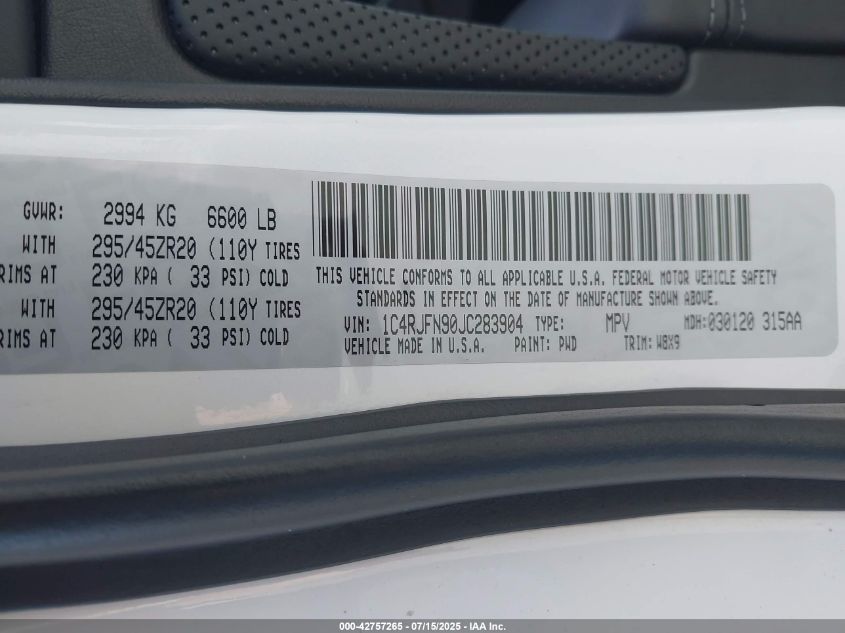 GVWR: 2994 KG 6600 LB
WITH 295/45ZR20 (110Y TIRES
RIMS AT 230 KPA ( 33 PSI) COLD
WITH 295/45ZR20 (110Y TIRES
RIMS AT 230 KPA ( 33 PSI) COLD
THIS VEHICLE CONFORMS TO ALL APPLICABLE U.S.A. FEDERAL MOTOR VEHICLE SAFETY
STANDARDS IN EFFECT ON THE DATE OF MANUFACTURE SHOWN ABOVE.
VIN: 1C4RJFN90JC283904 TYPE: MPV MDH:030120 315AA
VEHICLE MADE IN U.S.A. PAINT: PWD TRIM: W8X9
000-42757265 - 07/15/2025 - IAA Inc.